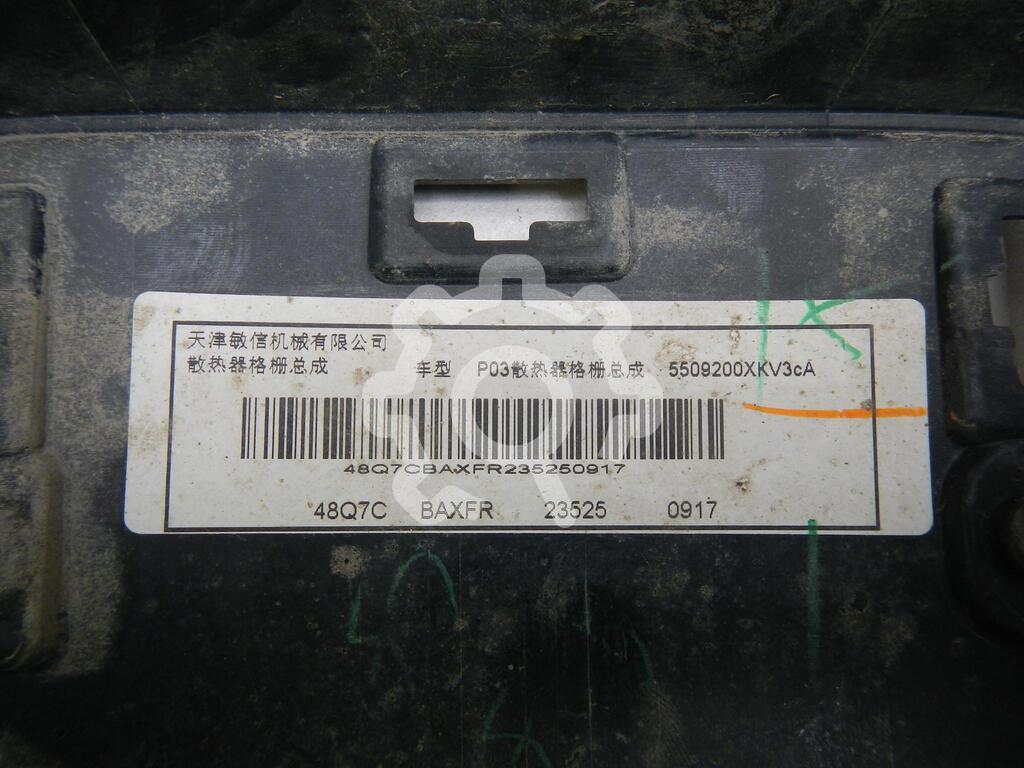 天津敏信机械有限公司
散热器格栅总成 车型 P03散热器格栅总成 5509200XKV3cA
48Q7CBAXFR235250917
48Q7C BAXFR 23525 0917